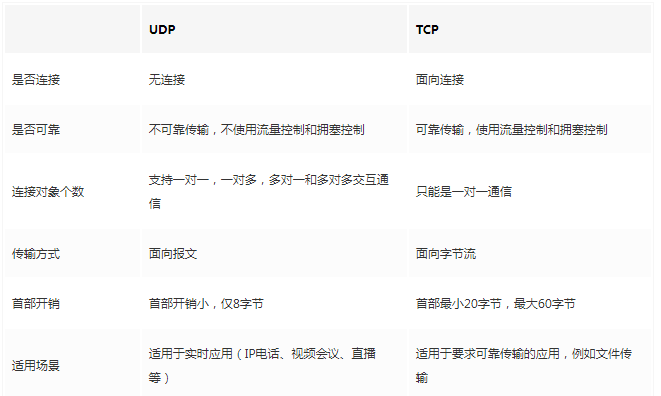 UDP TCP
是否连接 无连接 面向连接
是否可靠 不可靠传输，不使用流量控制和拥塞控制 可靠传输，使用流量控制和拥塞控制
连接对象个数 支持一对一，一对多，多对一和多对多交互通
信 只能是一对一通信
传输方式 面向报文 面向字节流
首部开销 首部开销小，仅8字节 首部最小20字节，最大60字节
适用场景 适用于实时应用（IP电话、视频会议、直播
等） 适用于要求可靠传输的应用，例如文件传
输